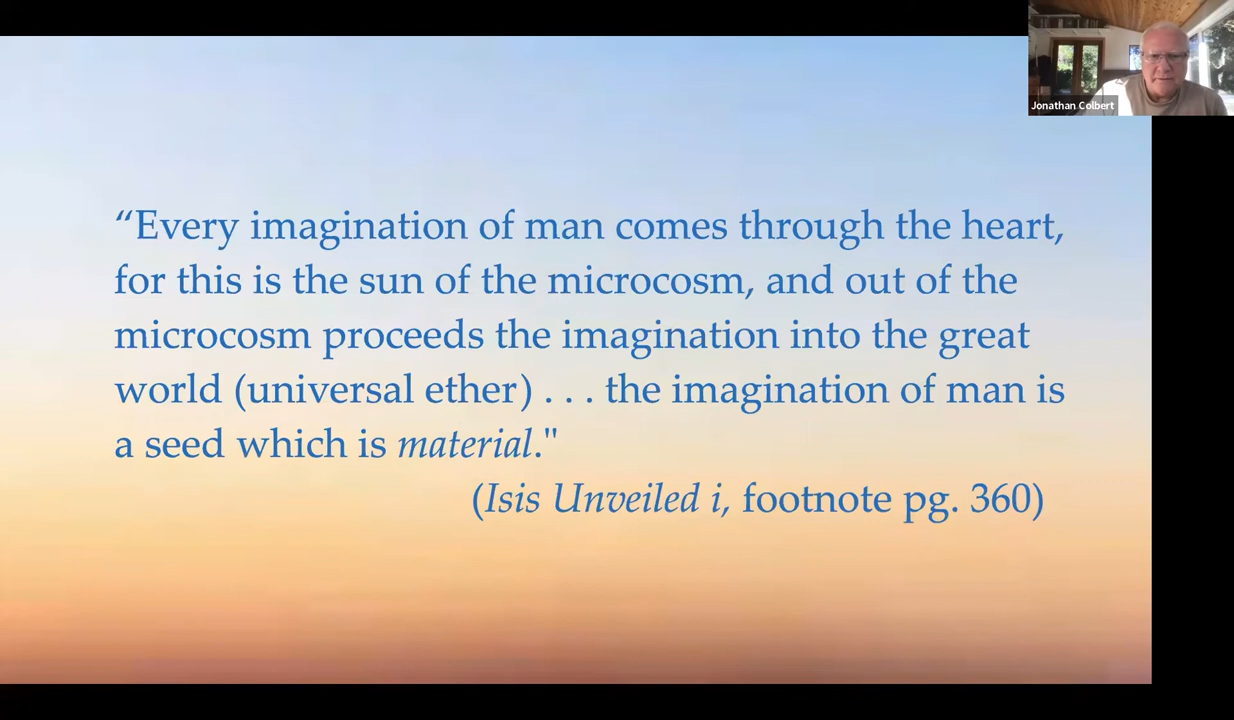 Jonathan Colbert
“Every imagination of man comes through the heart,
for this is the sun of the microcosm, and out of the
microcosm proceeds the imagination into the great
world (universal ether) . . . the imagination of man is
a seed which is material."
(Isis Unveiled i, footnote pg. 360)